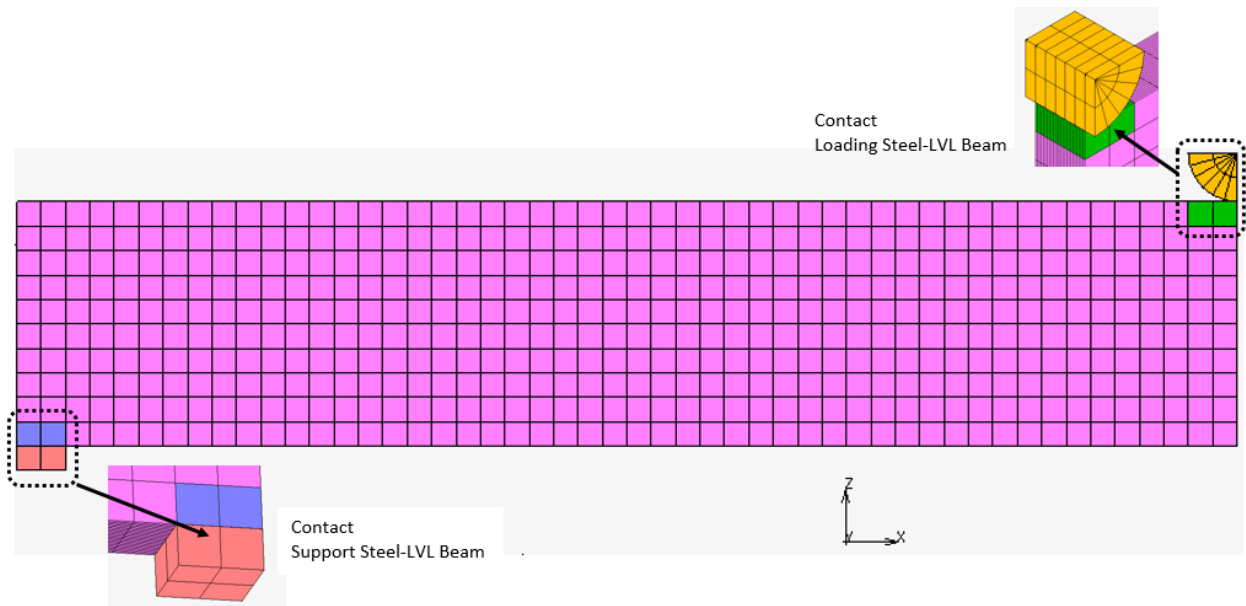 Contact
Loading Steel-LVL Beam
Contact
Support Steel-LVL Beam
Z
Y
X